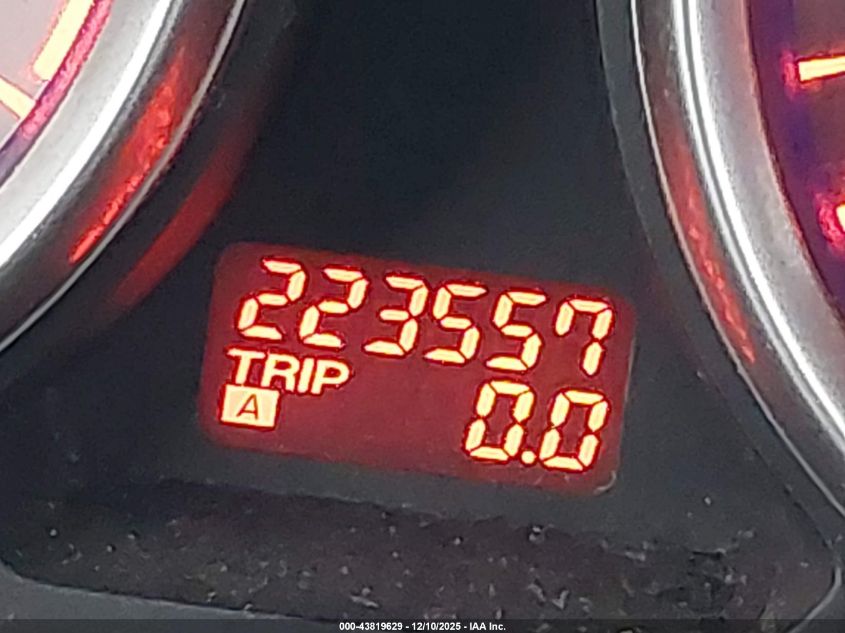 223557
TRIP
A 0.0
000-43819629 - 12/10/2025 - IAA Inc.